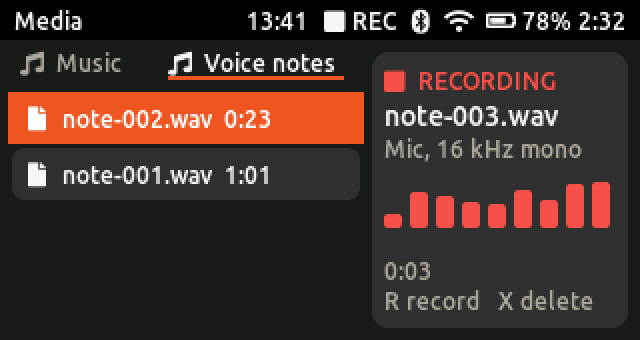 Media 13:41 REC 78% 2:32
Music Voice notes
note-002.wav 0:23
note-001.wav 1:01
RECORDING
note-003.wav
Mic, 16 kHz mono
0:03
R record X delete